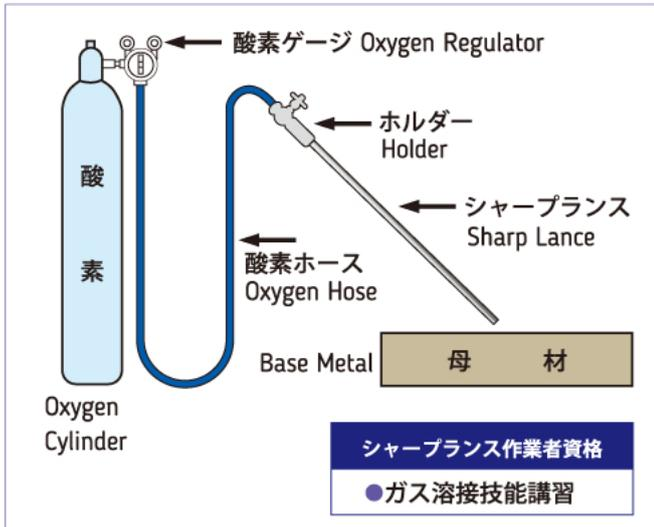 酸素ゲージ Oxygen Regulator
ホルダー
Holder
酸
素
シャープランス
Sharp Lance
酸素ホース
Oxygen Hose
Base Metal
母 材
Oxygen
Cylinder
シャープランス作業者資格
●ガス溶接技能講習